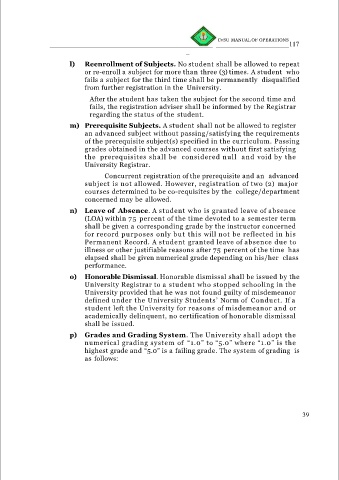 DNSU MANUAL OF OPERATIONS
117
l) Reenrollment of Subjects. No student shall be allowed to repeat
or re-enroll a subject for more than three (3) times. A student who
fails a subject for the third time shall be permanently disqualified
from further registration in the University.
After the student has taken the subject for the second time and
fails, the registration adviser shall be informed by the Registrar
regarding the status of the student.
m) Prerequisite Subjects. A student shall not be allowed to register
an advanced subject without passing/satisfying the requirements
of the prerequisite subject(s) specified in the curriculum. Passing
grades obtained in the advanced courses without first satisfying
the prerequisites shall be considered null and void by the
University Registrar.
Concurrent registration of the prerequisite and an advanced
subject is not allowed. However, registration of two (2) major
courses determined to be co-requisites by the college/department
concerned may be allowed.
n) Leave of Absence. A student who is granted leave of absence
(LOA) within 75 percent of the time devoted to a semester term
shall be given a corresponding grade by the instructor concerned
for record purposes only but this will not be reflected in his
Permanent Record. A student granted leave of absence due to
illness or other justifiable reasons after 75 percent of the time has
elapsed shall be given numerical grade depending on his/her class
performance.
o) Honorable Dismissal. Honorable dismissal shall be issued by the
University Registrar to a student who stopped schooling in the
University provided that he was not found guilty of misdemeanor
defined under the University Students' Norm of Conduct. If a
student left the University for reasons of misdemeanor and or
academically delinquent, no certification of honorable dismissal
shall be issued.
p) Grades and Grading System. The University shall adopt the
numerical grading system of "1.0" to "5.0" where "1.0" is the
highest grade and "5.0" is a failing grade. The system of grading is
as follows:
39